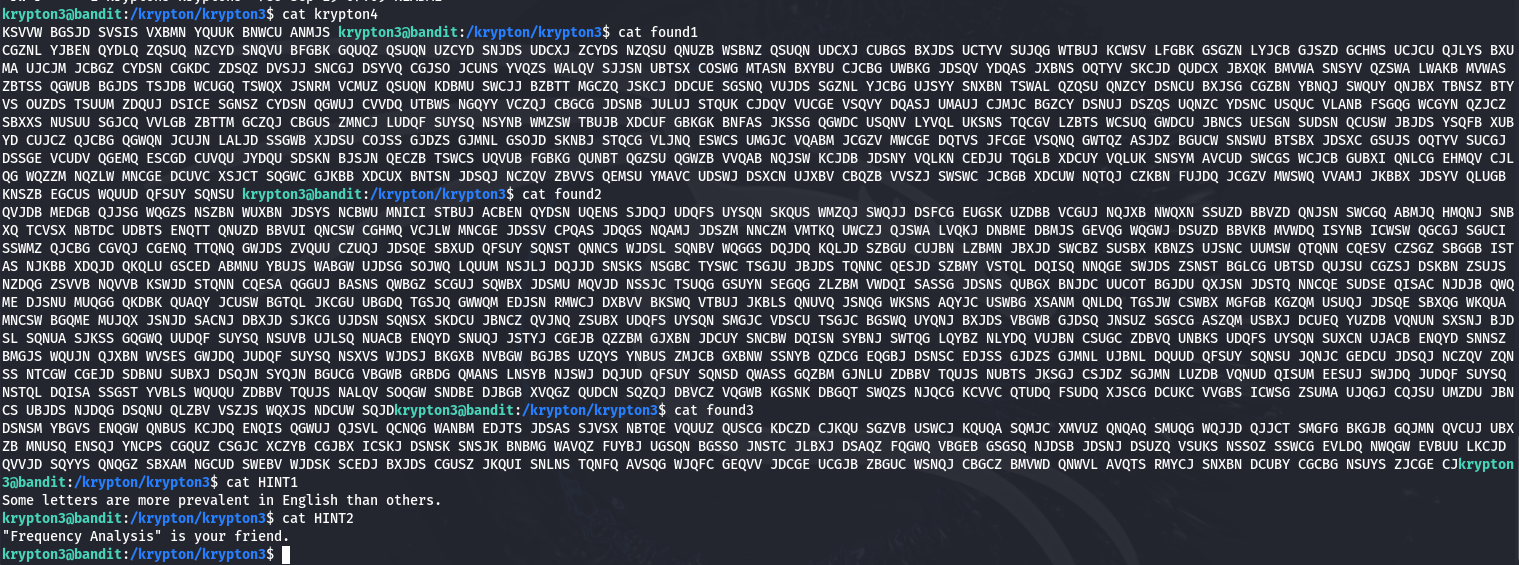 krypton3@bandit:/krypton/krypton3$ cat krypton4
KSVVW BGSJD SVSIS VXBMN YQUUK BNWCU ANMJS krypton3@bandit:/krypton/krypton3$ cat found1
CGZNL YJBEN QYDLQ ZQSUQ NZCYD SNQVU BFGBK GQUQZ QSUQN UZCYD SNJDS UDCXJ ZCYDS NZQSU QNUZB WSBNZ QSUQN UDCXJ CUBGS BXJDS UCTYV SUJQG WTBUJ KCWSV LFGBK GSGZN LYJCB GJSZD GCHMS UCJCU QJLYS BXU
MA UJCJM JCBGZ CYDSN CGKDC ZDSQZ DVSJJ SNCGJ DSYVQ CGJSO JCUNS YVQZS WALQV SJJSN UBTSX COSWG MTASN BXYBU CJCBG UWBKG JDSQV YDQAS JXBNS OQTYV SKCJD QUDCX JBXQK BMVWA SNSYV QZSWA LWAKB MVWAS
ZBTSS QGWUB BGJDS TSJDB WCUGQ TSWQX JSNRM VCMUZ QSUQN KDBMU SWCJJ BZBTT MGCZQ JSKCJ DDCUE SGSNQ VUJDS SGZNL YJCBG UJSYY SNXBN TSWAL QZQSU QNZCY DSNCU BXJSG CGZBN YBNQJ SWQUY QNJBX TBNSZ BTY
VS OUZDS TSUUM ZDQUJ DSICE SGNSZ CYDSN QGWUJ CVVDQ UTBWS NGQYY VCZQJ CBGCG JDSNB JULUJ STQUK CJDQV VUCGE VSQVY DQASJ UMAUJ CJMJC BGZCY DSNUJ DSZQS UQNZC YDSNC USQUC VLANB FSGQG WCGYN QZJCZ
SBXXS NUSUU SGJCQ VVLGB ZBTTM GCZQJ CBGUS ZMNCJ LUDQF SUYSQ NSYNB WMZSW TBUJB XDCUF GBKGK BNFAS JKSSG QGWDC USQNV LYVQL UKSNS TQCGV LZBTS WCSUQ GWDCU JBNCS UESGN SUDSN QCUSW JBJDS YSQFB XUB
YD CUJCZ QJCBG QGWQN JCUJN LALJD SSGWB XJDSU COJSS GJDZS GJMNL GSOJD SKNBJ STQCG VLJNQ ESWCS UMGJC VQABM JCGZV MWCGE DQTVS JFCGE VSQNQ GWTQZ ASJDZ BGUCW SNSWU BTSBX JDSXC GSUJS OQTYV SUCGJ
DSSGE VCUDV QGEMQ ESCGD CUVQU JYDQU SDSKN BJSJN QECZB TSWCS UQVUB FGBKG QUNBT QGZSU QGWZB VVQAB NQJSW KCJDB JDSNY VQLKN CEDJU TQGLB XDCUY VQLUK SNSYM AVCUD SWCGS WCJCB GUBXI QNLCG EHMQV CJL
QG WQZZM NQZLW MNCGE DCUVC XSJCT SQGWC GJKBB XDCUX BNTSN JDSQJ NCZQV ZBVVS QEMSU YMAVC UDSWJ DSXCN UJXBV CBQZB VVSZJ SWSWC JCBGB XDCUW NQTQJ CZKBN FUJDQ JCGZV MWSWQ VVAMJ JKBBX JDSYV QLUGB
KNSZB EGCUS WQUUD QFSUY SQNSU krypton3@bandit:/krypton/krypton3$ cat found2
QVJDB MEDGB QJJSG WQGZS NSZBN WUXBN JDSYS NCBWU MNICI STBUJ ACBEN QYDSN UQENS SJDQJ UDQFS UYSQN SKQUS WMZQJ SWQJJ DSFCG EUGSK UZDBB VCGUJ NQJXB NWQXN SSUZD BBVZD QNJSN SWCGQ ABMJQ HMQNJ SNB
XQ TCVSX NBTDC UDBTS ENQTT QNUZD BBVUI QNCSW CGHMQ VCJLW MNCGE JDSSV CPQAS JDQGS NQAMJ JDSZM NNCZM VMTKQ UWCZJ QJSWA LVQKJ DNBME DBMJS GEVQG WQGWJ DSUZD BBVKB MVWDQ ISYNB ICWSW QGCGJ SGUCI
SSWMZ QJCBG CGVQJ CGENQ TTQNQ GWJDS ZVQUU CZUQJ JDSQE SBXUD QFSUY SQNST QNNCS WJDSL SQNBV WQGGS DQJDQ KQLJD SZBGU CUJBN LZBMN JBXJD SWCBZ SUSBX KBNZS UJSNC UUMSW QTQNN CQESV CZSGZ SBGGB IST
AS NJKBB XDQJD QKQLU GSCED ABMNU YBUJS WABGW UJDSG SOJWQ LQUUM NSJLJ DQJJD SNSKS NSGBC TYSWC TSGJU JBJDS TQNNC QESJD SZBMY VSTQL DQISQ NNQGE SWJDS ZSNST BGLCG UBTSD QUJSU CGZSJ DSKBN ZSUJS
NZDQG ZSVVB NQVVB KSWJD STQNN CQESA QGGUJ BASNS QWBGZ SCGUJ SQWBX JDSMU MQVJD NSSJC TSUQG GSUYN SEGQG ZLZBM VWDQI SASSG JDSNS QUBGX BNJDC UUCOT BGJDU QXJSN JDSTQ NNCQE SUDSE QISAC NJDJB QWQ
ME DJSNU MUQGG QKDBK QUAQY JCUSW BGTQL JKCGU UBGDQ TGSJQ GWWQM EDJSN RMWCJ DXBVV BKSWQ VTBUJ JKBLS QNUVQ JSNQG WKSNS AQYJC USWBG XSANM QNLDQ TGSJW CSWBX MGFGB KGZQM USUQJ JDSQE SBXQG WKQUA
MNCSW BGQME MUJQX JSNJD SACNJ DBXJD SJKCG UJDSN SQNSX SKDCU JBNCZ QVJNQ ZSUBX UDQFS UYSQN SMGJC VDSCU TSGJC BGSWQ UYQNJ BXJDS VBGWB GJDSQ JNSUZ SGSCG ASZQM USBXJ DCUEQ YUZDB VQNUN SXSNJ BJD
SL SQNUA SJKSS GQGWQ UUDQF SUYSQ NSUVB UJLSQ NUACB ENQYD SNUQJ JSTYJ CGEJB QZZBM GJXBN JDCUY SNCBW DQISN SYBNJ SWTQG LQYBZ NLYDQ VUJBN CSUGC ZDBVQ UNBKS UDQFS UYSQN SUXCN UJACB ENQYD SNNSZ
BMGJS WQUJN QJXBN WVSES GWJDQ JUDQF SUYSQ NSXVS WJDSJ BKGXB NVBGW BGJBS UZQYS YNBUS ZMJCB GXBNW WSSNY BQZDCG EQGBJ DSNSC EDJSS GJDZS GJMNL UJBNL DQUUD QFSUY SQNSU JQNJC GEDCU JDSQJ NCZQV ZQN
SS NTCGW CGEJD SDBNU SUBXJ DSQJN SYQJN BGUCG VBGWB GRBDG QMANS LNSYB NJSWJ DQJUD QFSUY SQNSD QWASS GQZBM GJNLU ZDBBV TQUJS NUBTS JKSGJ CSJDZ SGJMN LUZDB VQNUD QISUM EESUJ SWJDQ JUDQF SUYSQ
NSTQL DQISA SSGST YVBLS WQUQU ZDBBV TQUJS NALQV SOQGW SNDBE DJBGB XVQGZ QUDCN SQZQJ DBVCZ VQGWB KGSNK DBGQT SWQZS NJQCG KCVVC QTUDQ FSUDQ XJSCG DCUKC VVGBS ICWSG ZSUMA UJQGJ CQJSU UMZDU JBN
CS UBJDS NJDQG DSQNU QLZBV VSZJS WQXJS NDCUW SQJDkrypton3@bandit:/krypton/krypton3$ cat found3
DSNSM YBGVS ENQGW QNBUS KCJDQ ENQIS QGWUJ QJSVL QCNQG WANBM EDJTS JDSAS SJVSX NBTQE VQUUZ QUSCG KDCZD CJKQU SGZVB USWCJ KQUQA SQMJC XMVUZ QNQAQ SMUQG WQJJD QJJCT SMGFG BKGJB GQJMN QVCUJ UBX
ZB MNUSQ ENSQJ YNCPS CGQUZ CSGJC XCZYB CGJBX ICSKJ DSNSK SNSJK BNBMG WAVQZ FUYBJ UGSQN BGSSO JNSTC JLBXJ DSAQZ FQGWQ VBGEB GSGSQ NJDSB JDSNJ DSUZQ VSUKS NSSOZ SSWCG EVLDQ NWQGW EVBUU LKCJD
QVVJD SQYYS QNQGZ SBXAM NGCUD SWEBV WJDSK SCEDJ BXJDS CGUSZ JKQUI SNLNS TQNFQ AVSQG WJQFC GEQVV JDCGE UCGJB ZBGUC WSNQJ CBGCZ BMVWD QNWVL AVQTS RMYCJ SNXBN DCUBY CGCBG NSUYS ZJCGE CJkrypton
3@bandit:/krypton/krypton3$ cat HINT1
Some letters are more prevalent in English than others.
krypton3@bandit:/krypton/krypton3$ cat HINT2
"Frequency Analysis" is your friend.
krypton3@bandit:/krypton/krypton3$